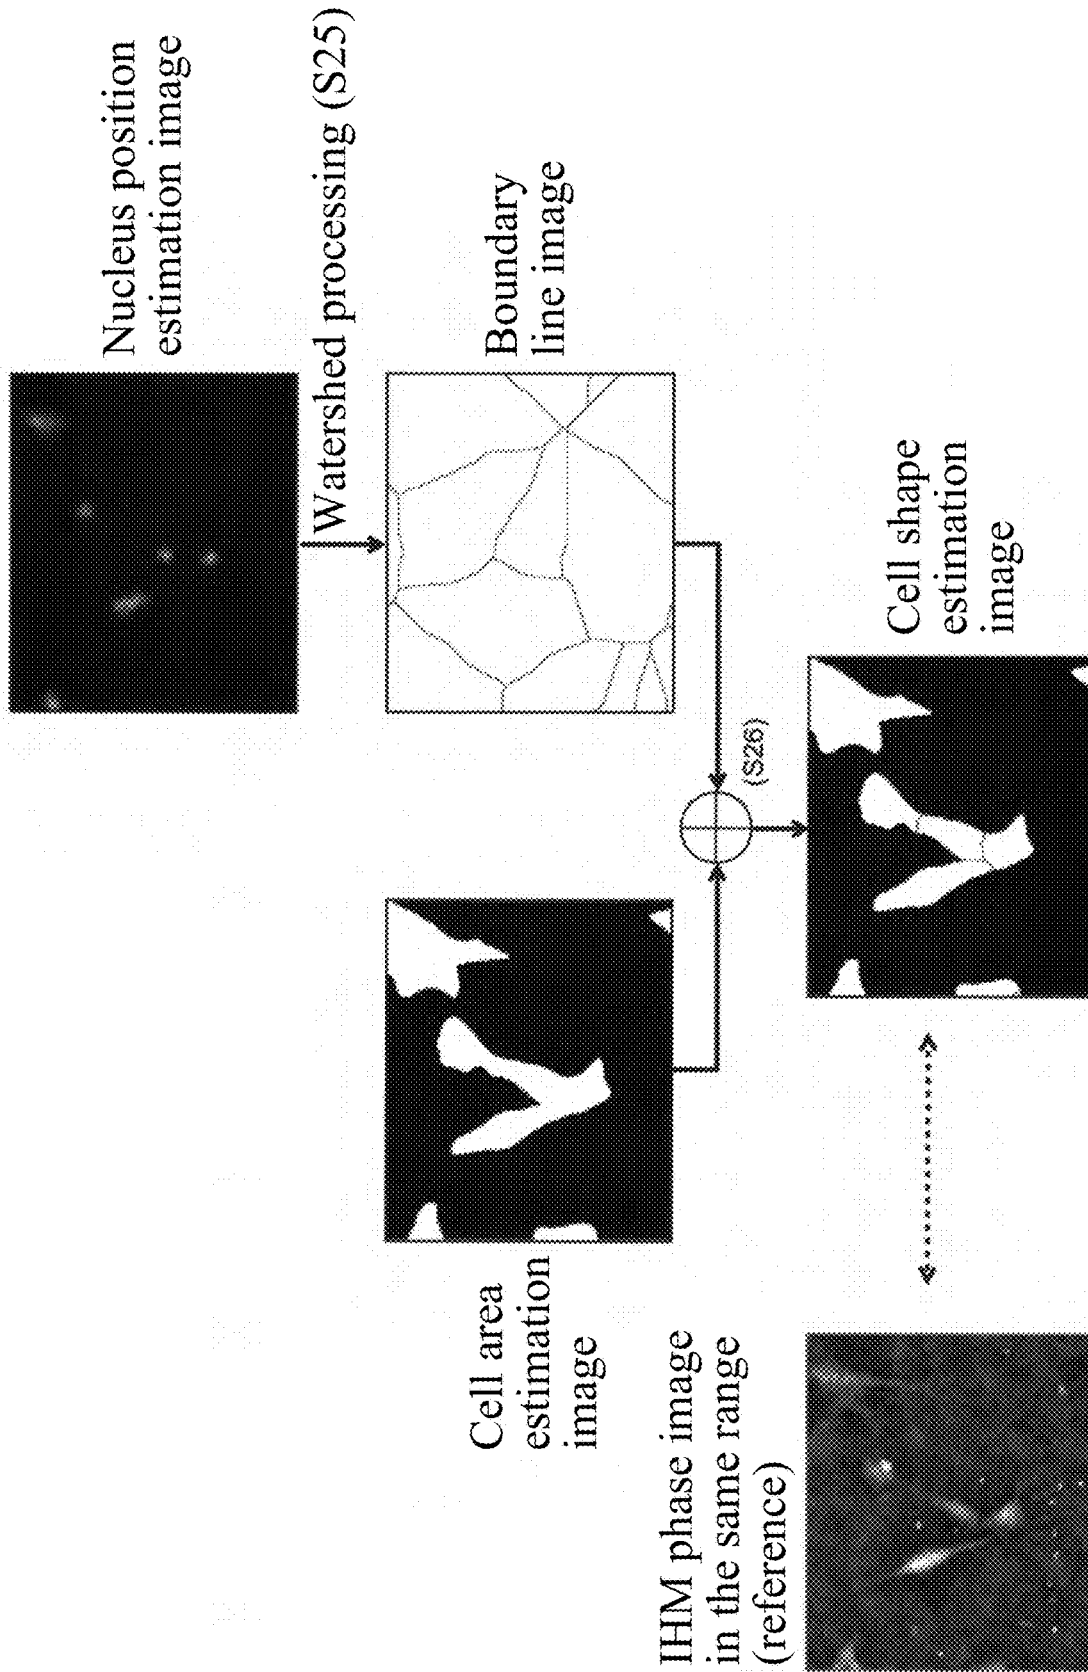 Nucleus position
estimation image
Watershed processing (S25)
Boundary
line image
Cell area
estimation
image
(S26)
Cell shape
estimation
image
IHM phase image
in the same range
(reference)